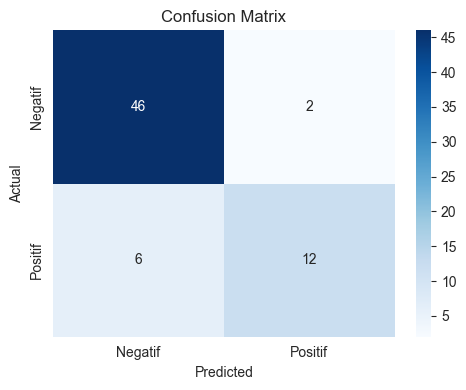 Confusion Matrix
Actual
Negatif
46
2
Positif
6
12
Negatif
Positif
Predicted
45
40
35
30
25
20
15
10
5